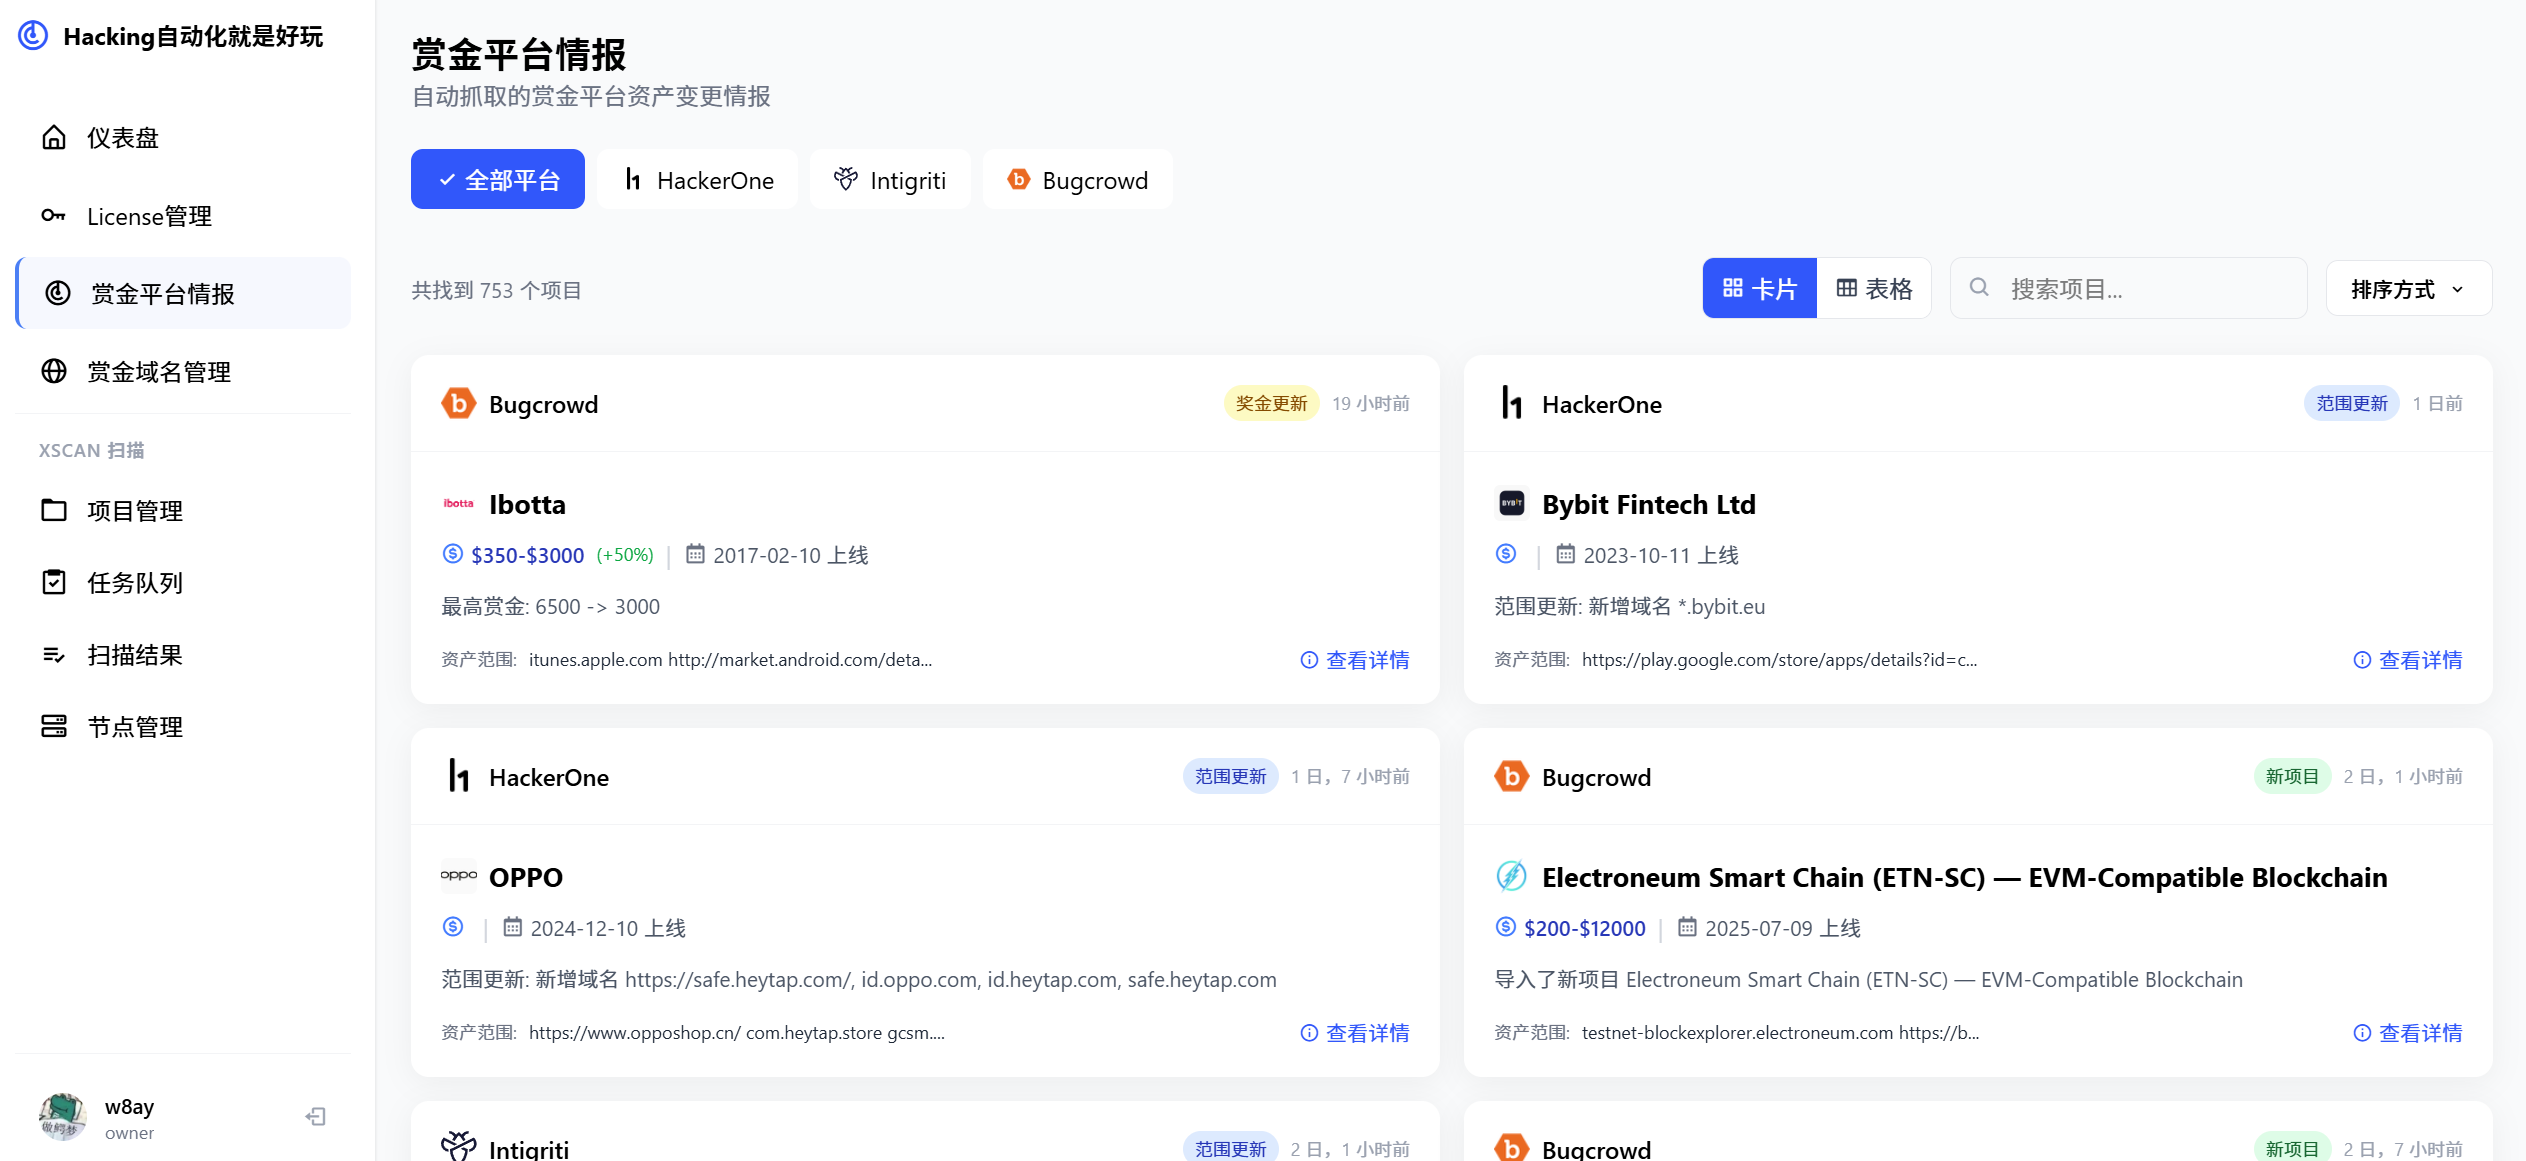 Hacking自动化就是好玩
仪表盘
License管理
赏金平台情报
赏金域名管理
XSCAN 扫描
项目管理
任务队列
扫描结果
节点管理
w8ay
owner
赏金平台情报
自动抓取的赏金平台资产变更情报
全部平台 HackerOne Intigriti Bugcrowd
共找到 753 个项目
卡片 表格 搜索项目... 排序方式
Bugcrowd 奖金更新 19 小时前
ibotta Ibotta
$350-$3000 (+50%) | 2017-02-10 上线
最高赏金: 6500 -> 3000
资产范围: itunes.apple.com http://market.android.com/deta... 查看详情
HackerOne 范围更新 1 日前
BYBIT Bybit Fintech Ltd
| 2023-10-11 上线
范围更新: 新增域名 *.bybit.eu
资产范围: https://play.google.com/store/apps/details?id=c... 查看详情
HackerOne 范围更新 1 日，7 小时前
oppo OPPO
| 2024-12-10 上线
范围更新: 新增域名 https://safe.heytap.com/, id.oppo.com, id.heytap.com, safe.heytap.com
资产范围: https://www.opposhop.cn/ com.heytap.store gcsm.... 查看详情
Bugcrowd 新项目 2 日，1 小时前
Electroneum Smart Chain (ETN-SC) — EVM-Compatible Blockchain
$200-$12000 | 2025-07-09 上线
导入了新项目 Electroneum Smart Chain (ETN-SC) — EVM-Compatible Blockchain
资产范围: testnet-blockexplorer.electroneum.com https://b... 查看详情
Intigriti 范围更新 2 日，1 小时前
Bugcrowd 新项目 2 日，7 小时前